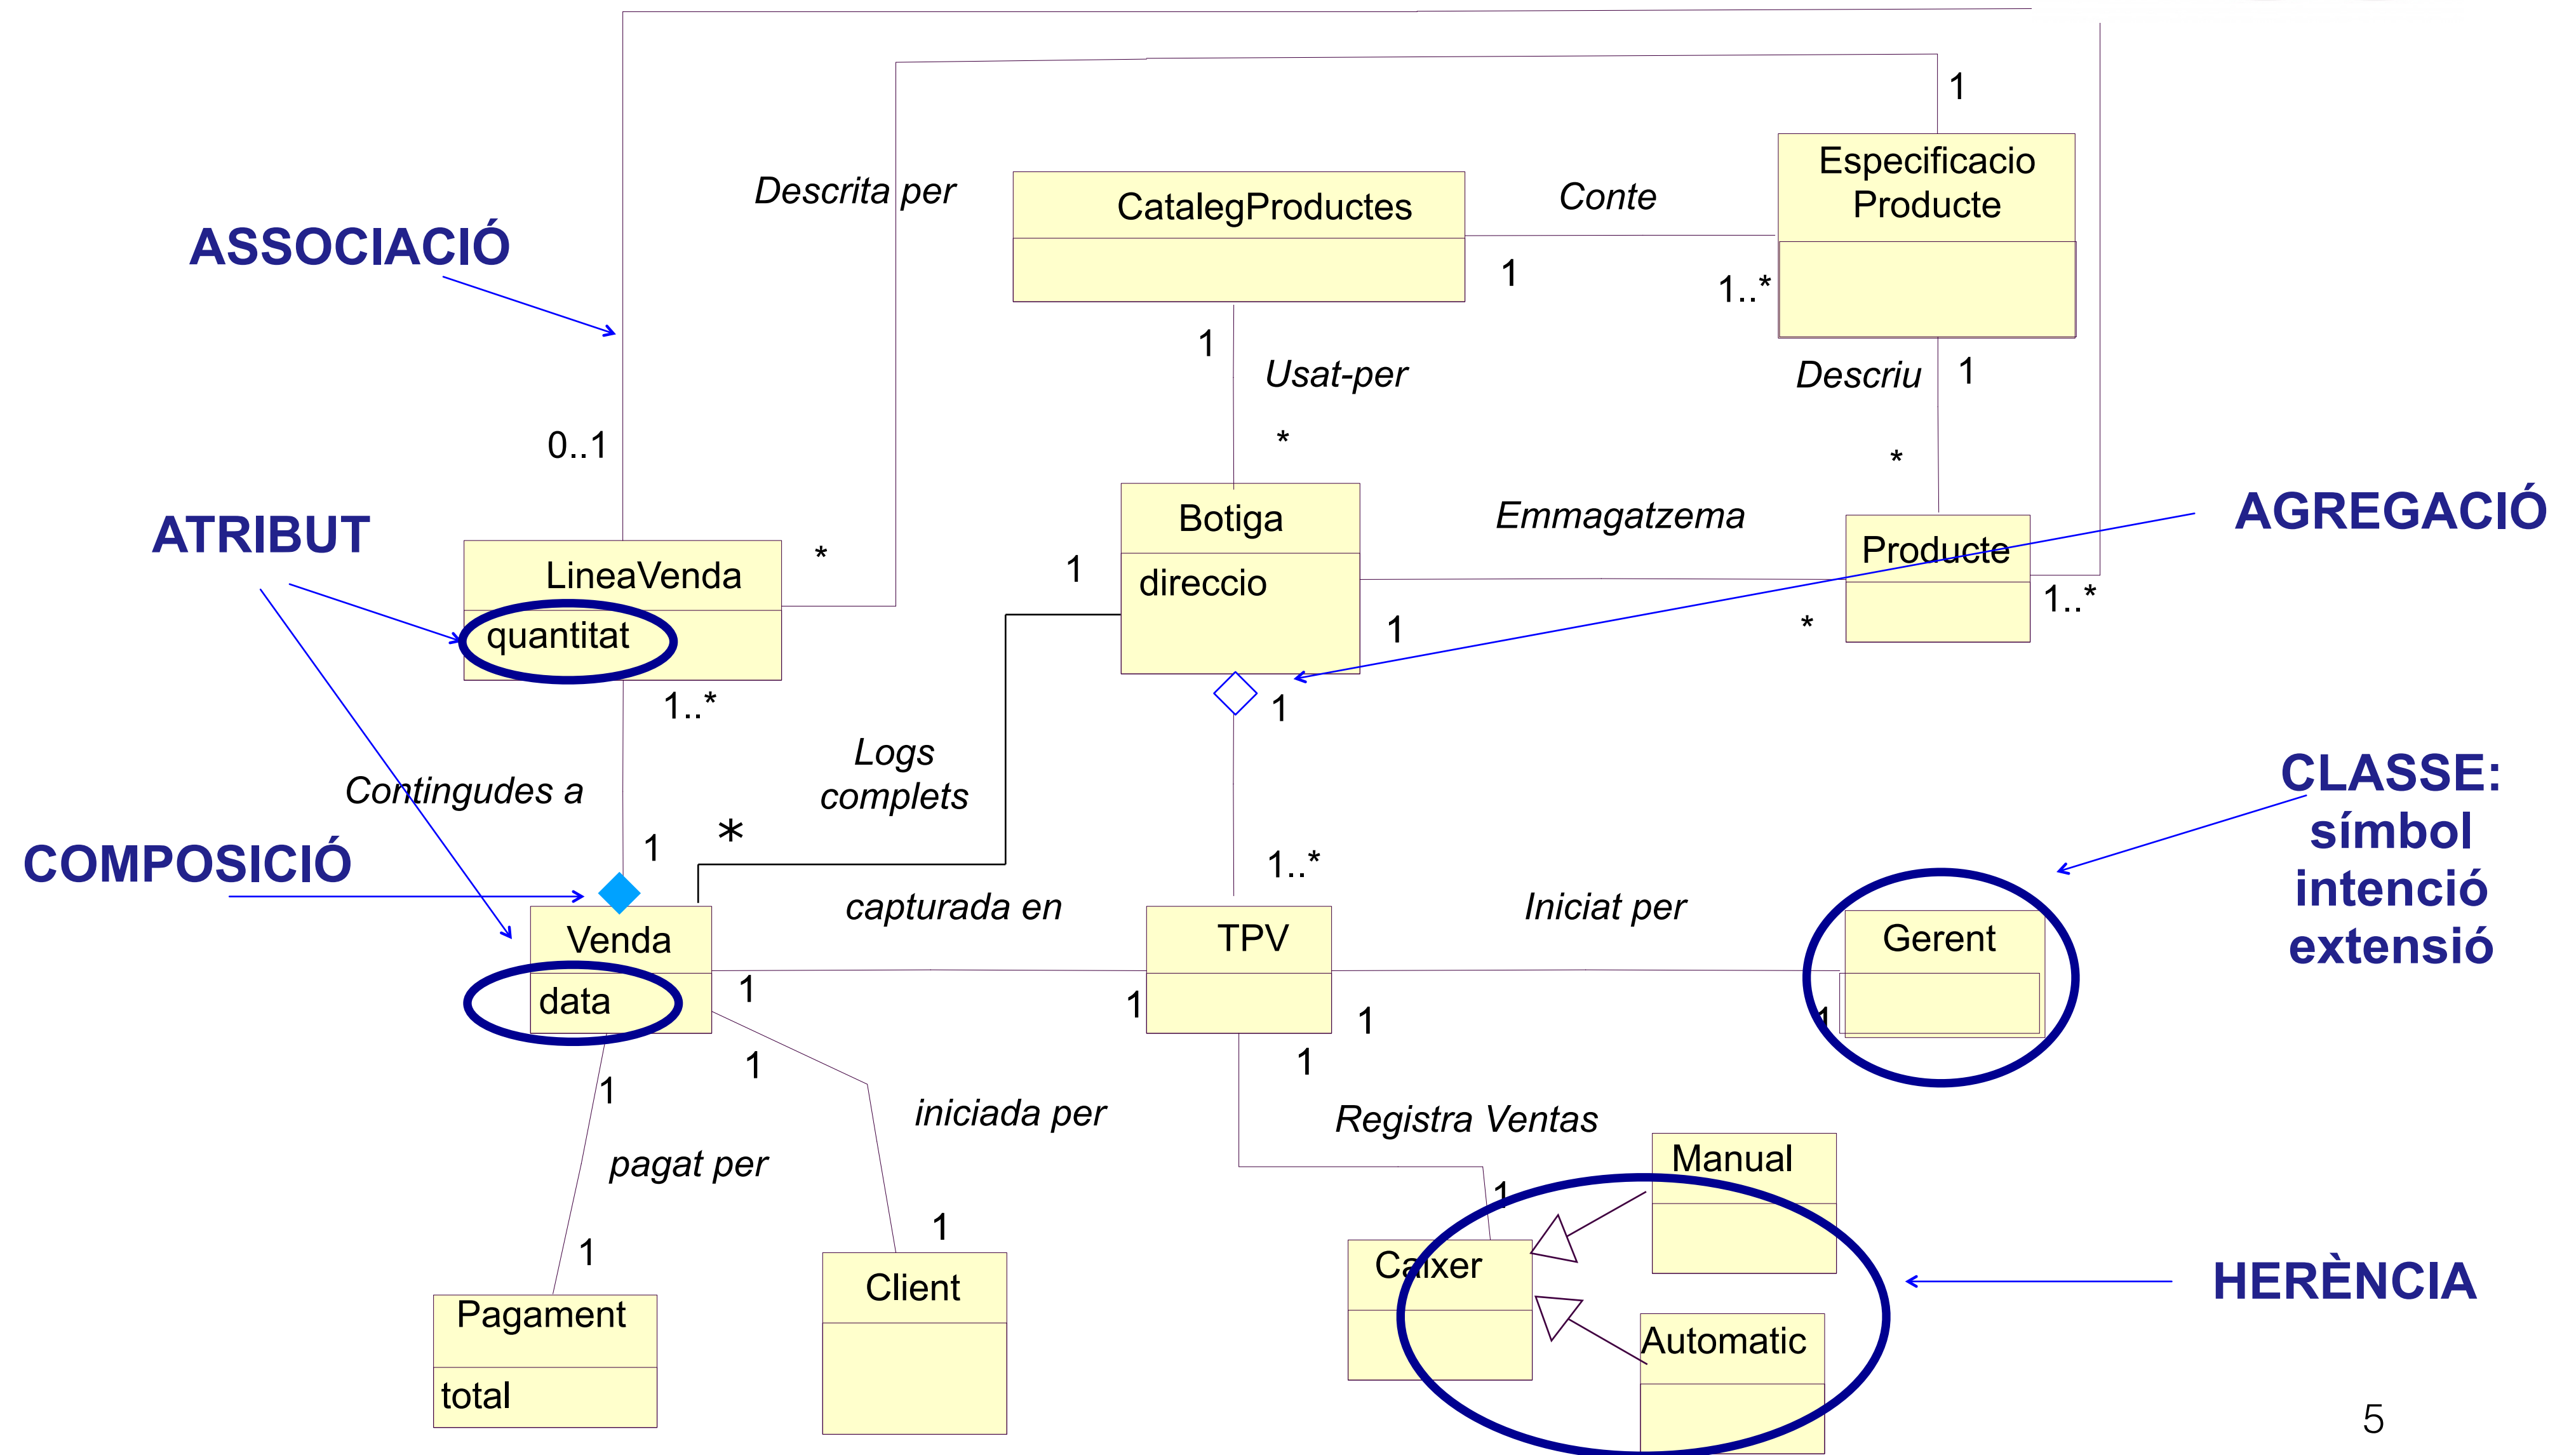 1
Especificacio
Producte
Descrita per
CatalegProductes
Conte
ASSOCIACIÓ
1
1..*
1
Usat-per
Descriu
1
0..1
*
*
ATRIBUT
AGREGACIÓ
Botiga
Emmagatzema
Producte
LineaVenda
*
1
direccio
1..*
quantitat
1
*
1..*
1
Logs
complets
Contingudes a
CLASSE:
símbol
intenció
extensió
*
1
COMPOSICIÓ
1..*
capturada en
Iniciat per
Venda
TPV
Gerent
data
1
1
1
1
1
1
1
iniciada per
Registra Ventas
pagat per
Manual
1
1
1
Caixer
Client
HERÈNCIA
Pagament
Automatic
total
5